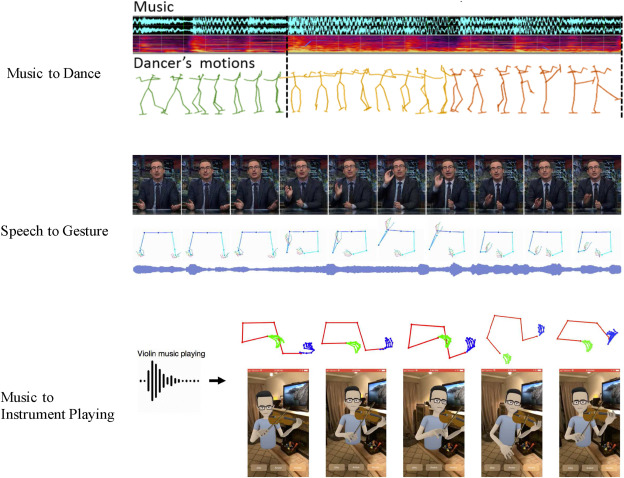 Music
Music to Dance
Dancer's motions
Speech to Gesture
Violin music playing
Music to
Instrument Playing